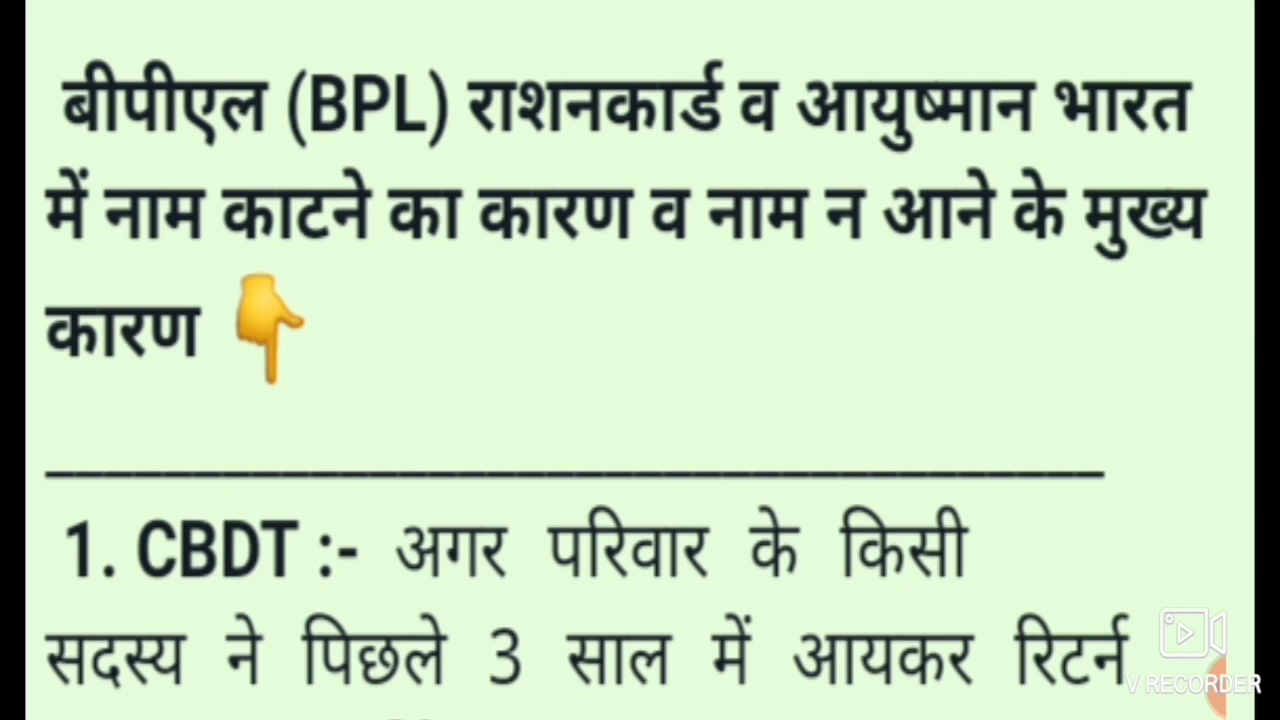 बीपीएल (BPL) राशनकार्ड व आयुष्मान भारत
में नाम काटने का कारण व नाम न आने के मुख्य
कारण 👇
____________________________________
1. CBDT :- अगर परिवार के किसी
सदस्य ने पिछले 3 साल में आयकर रिटर्न
V RECORDER